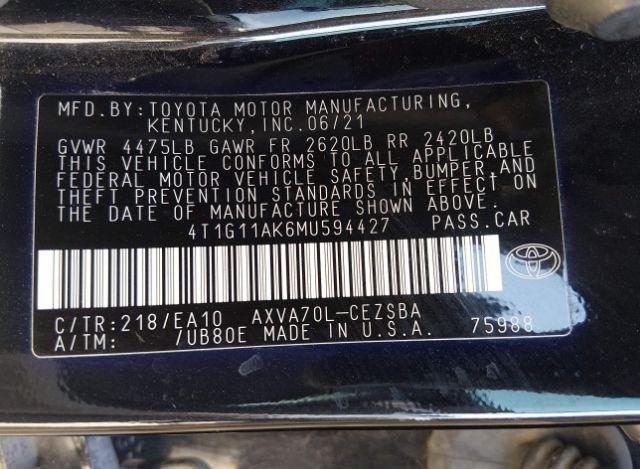 MFD.BY:TOYOTA MOTOR MANUFACTURING,
KENTUCKY,INC.06/21
GVWR 4475LB GAWR FR 2620LB RR 2420LB
THIS VEHICLE CONFORMS TO ALL APPLICABLE
FEDERAL MOTOR VEHICLE SAFETY,BUMPER,AND
THEFT PREVENTION STANDARDS IN EFFECT ON
THE DATE OF MANUFACTURE SHOWN ABOVE.
4T1G11AK6MU594427 PASS.CAR
C/TR:218/EA10 AXVA70L-CEZSBA
A/TM: /UB80E MADE IN U.S.A. 75988